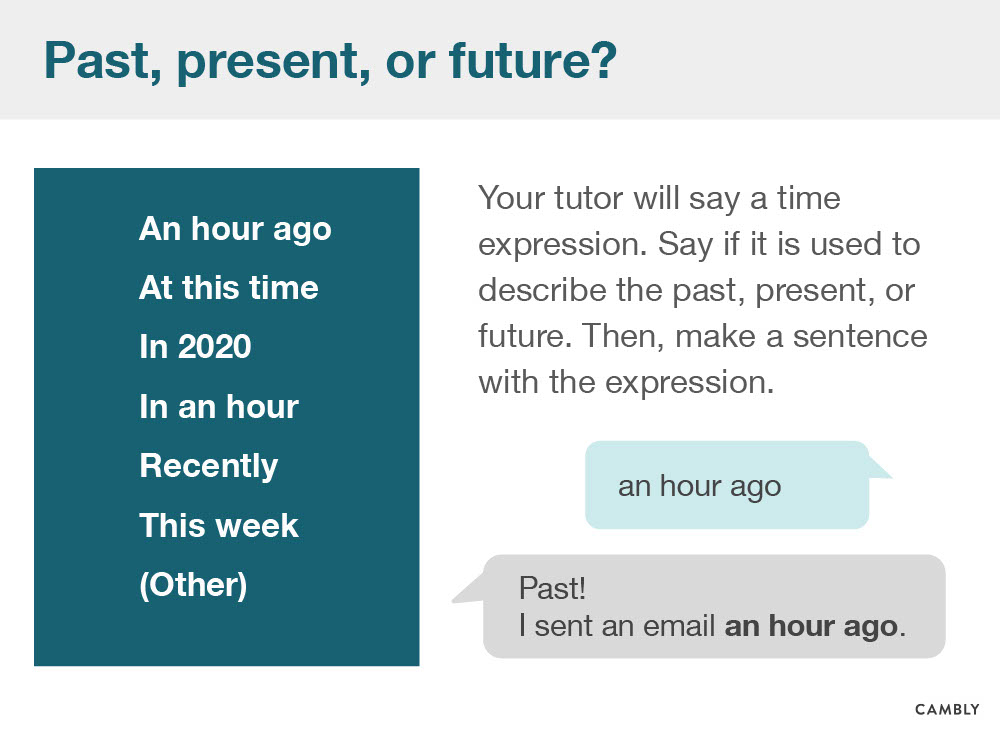 Past, present, or future?
An hour ago
At this time
In 2020
In an hour
Recently
This week
(Other)
Your tutor will say a time
expression. Say if it is used to
describe the past, present, or
future. Then, make a sentence
with the expression.
an hour ago
Past!
I sent an email an hour ago.
CAMBLY